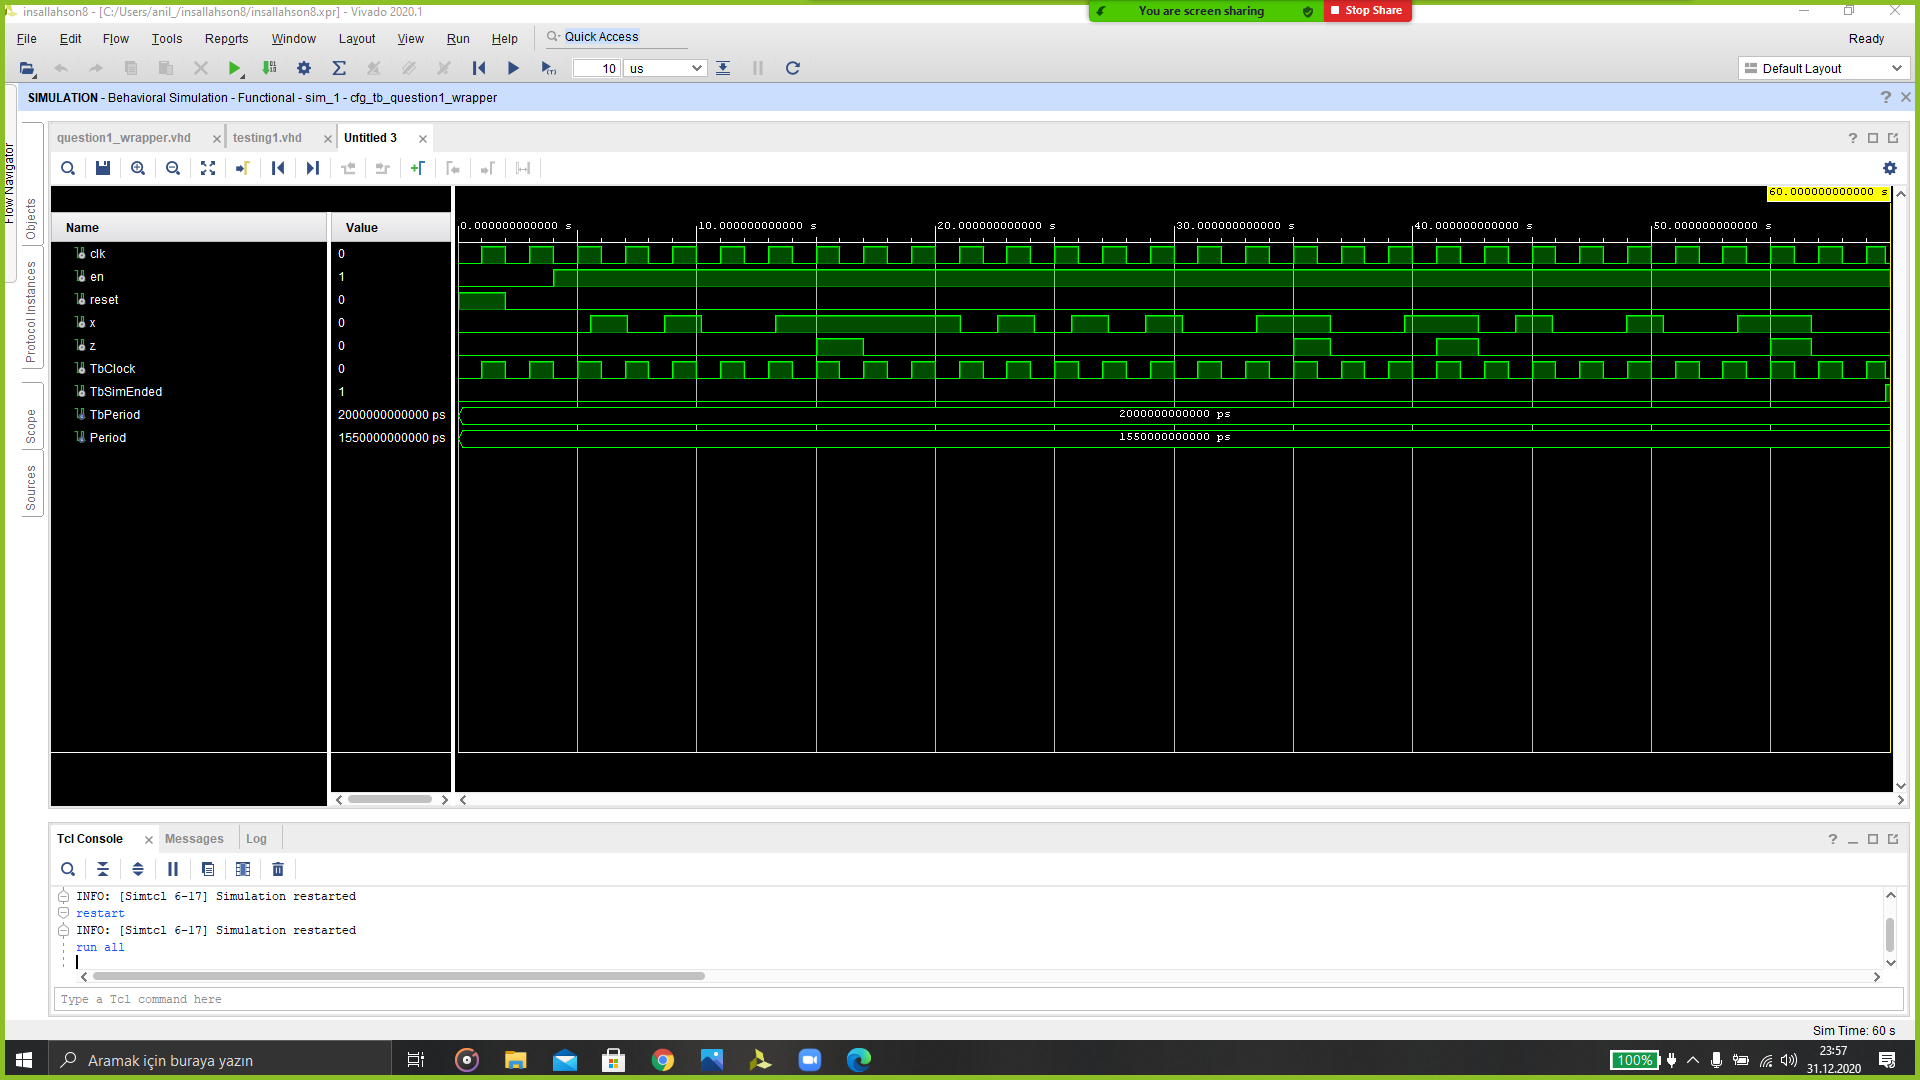 insallahson8 - [C:/Users/anil_/insallahson8/insallahson8.xpr] - Vivado 2020.1
You are screen sharing
Stop Share
File Edit Flow Tools Reports Window Layout View Run Help
Quick Access
Ready
10 us
Default Layout
SIMULATION - Behavioral Simulation - Functional - sim_1 - cfg_tb_question1_wrapper
Flow Navigator
Objects
Protocol Instances
Scope
Sources
question1_wrapper.vhd testing1.vhd Untitled 3
60.000000000000 s
Name Value
0.000000000000 s 10.000000000000 s 20.000000000000 s 30.000000000000 s 40.000000000000 s 50.000000000000 s
clk 0
en 1
reset 0
x 0
z 0
TbClock 0
TbSimEnded 1
TbPeriod 2000000000000 ps 2000000000000 ps
Period 1550000000000 ps 1550000000000 ps
Tcl Console Messages Log
INFO: [Simtcl 6-17] Simulation restarted
restart
INFO: [Simtcl 6-17] Simulation restarted
run all
Type a Tcl command here
Sim Time: 60 s
Aramak için buraya yazın
100%
23:57
31.12.2020